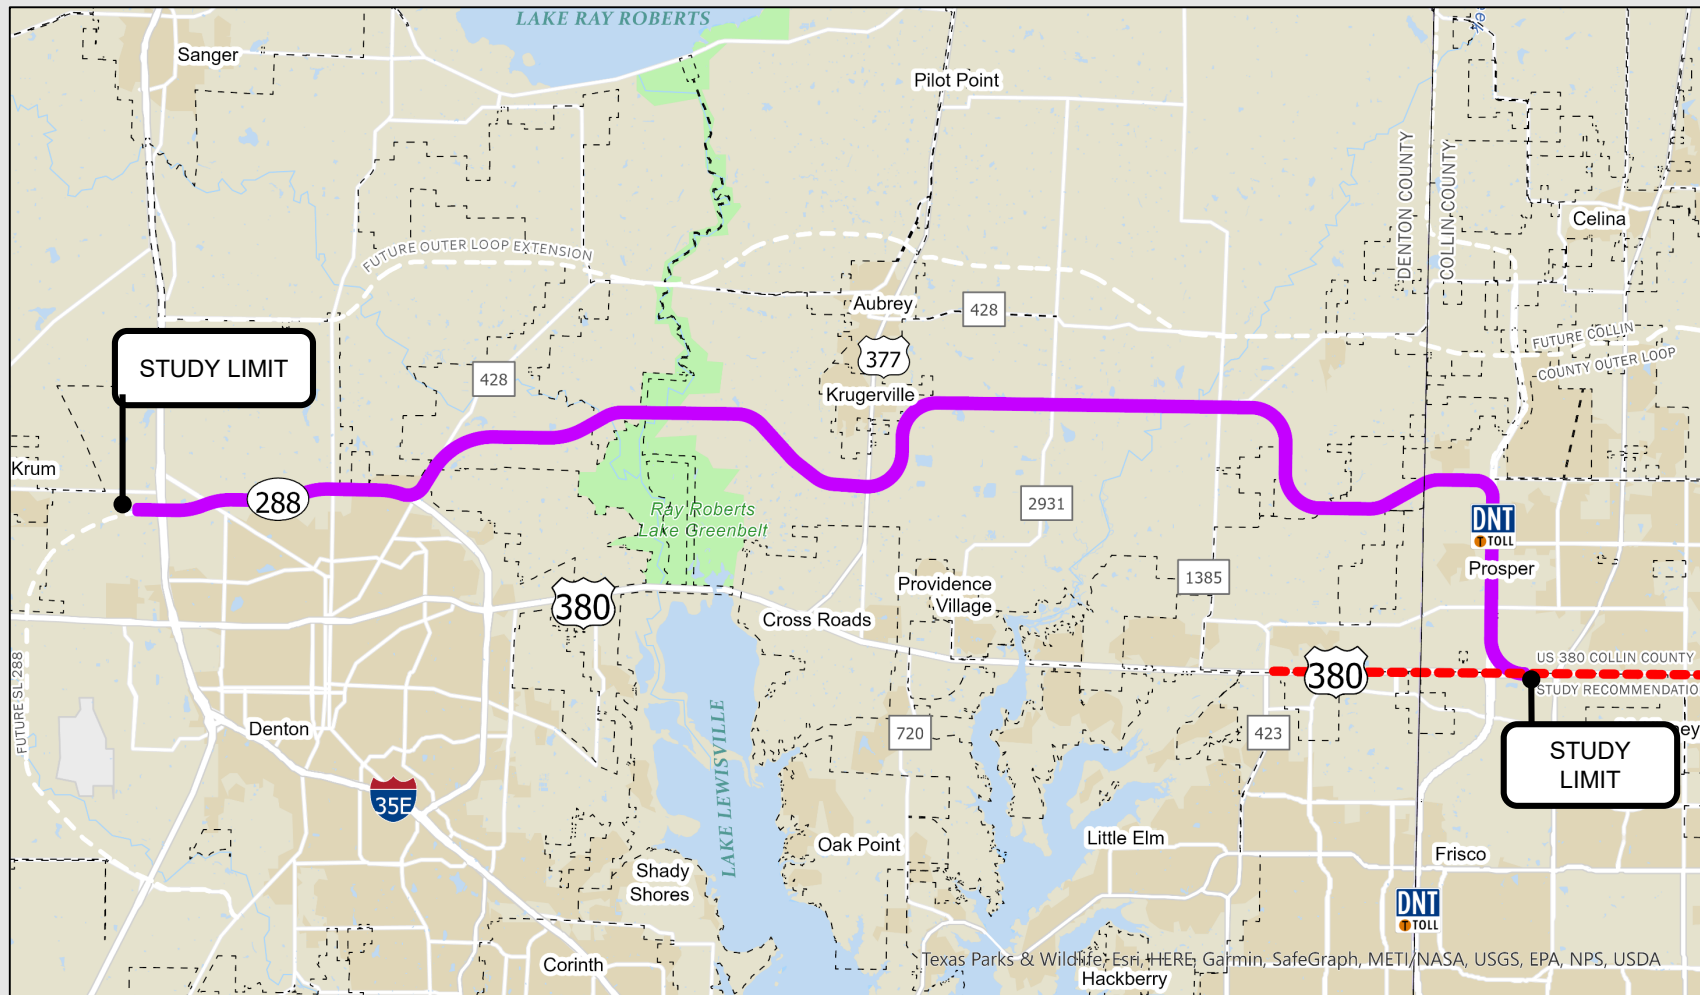 LAKE RAY ROBERTS
Sanger
Pilot Point
DENTON COUNTY
COLLIN COUNTY
Celina
FUTURE OUTER LOOP EXTENSION
Aubrey
428
FUTURE COLLIN
COUNTY OUTER LOOP
STUDY LIMIT
377
428
Krugerville
Krum
288
2931
Ray Roberts
Lake Greenbelt
DNT
T TOLL
Prosper
1385
Providence
Village
380
Cross Roads
US 380 COLLIN COUNTY
380
STUDY RECOMMENDATIO
FUTURE SL 288
Denton
720
423
STUDY
LIMIT
ey
LAKE LEWISVILLE
35E
Oak Point
Little Elm
Frisco
Shady
Shores
DNT
T TOLL
Corinth
Texas Parks & Wildlife, Esri, HERE, Garmin, SafeGraph, METI/NASA, USGS, EPA, NPS, USDA
Hackberry